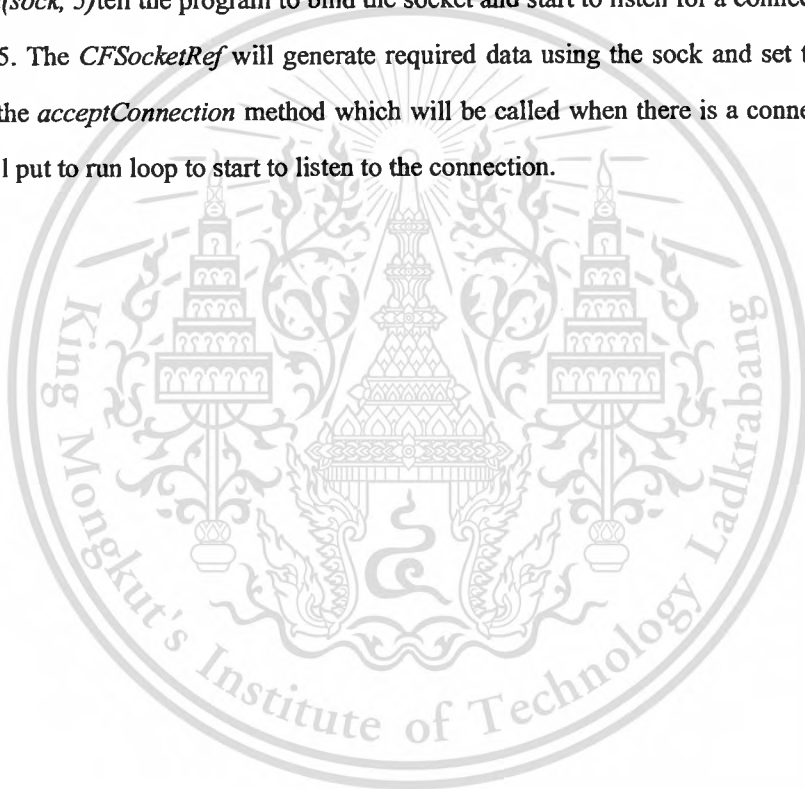 (sock, 5)tell the program to bind the socket and start to listen for a connec
5. The CFSocketRef will generate required data using the sock and set t
the acceptConnection method which will be called when there is a conne
l put to run loop to start to listen to the connection.
King Mongkut's Institute of Technology Ladkrabang